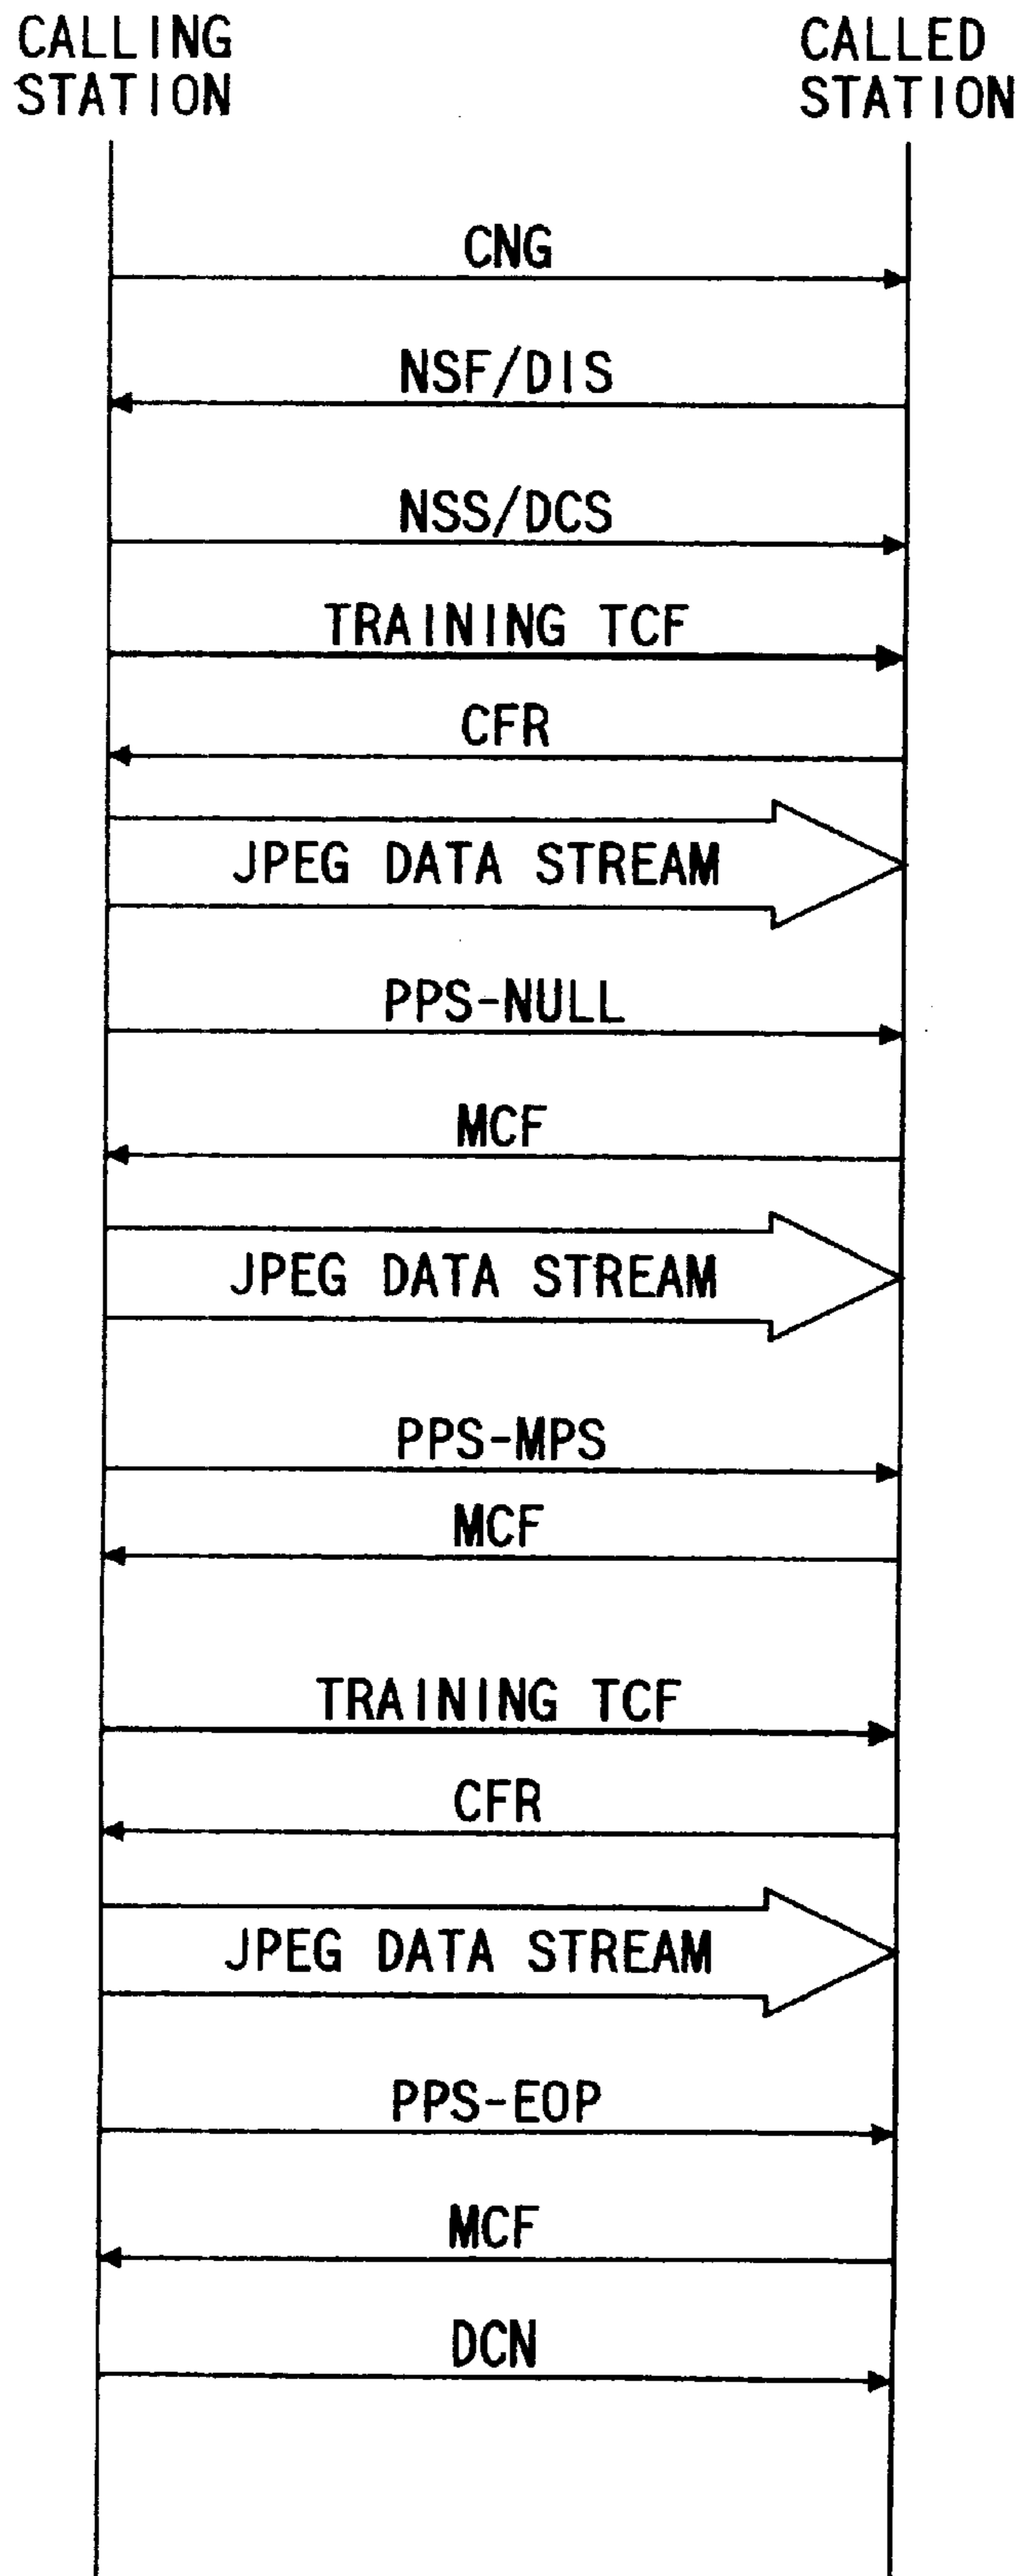 CALLING
STATION
CALLED
STATION
CNG
NSF/DIS
NSS/DCS
TRAINING TCF
CFR
JPEG DATA STREAM
PPS-NULL
MCF
JPEG DATA STREAM
PPS-MPS
MCF
TRAINING TCF
CFR
JPEG DATA STREAM
PPS-EOP
MCF
DCN